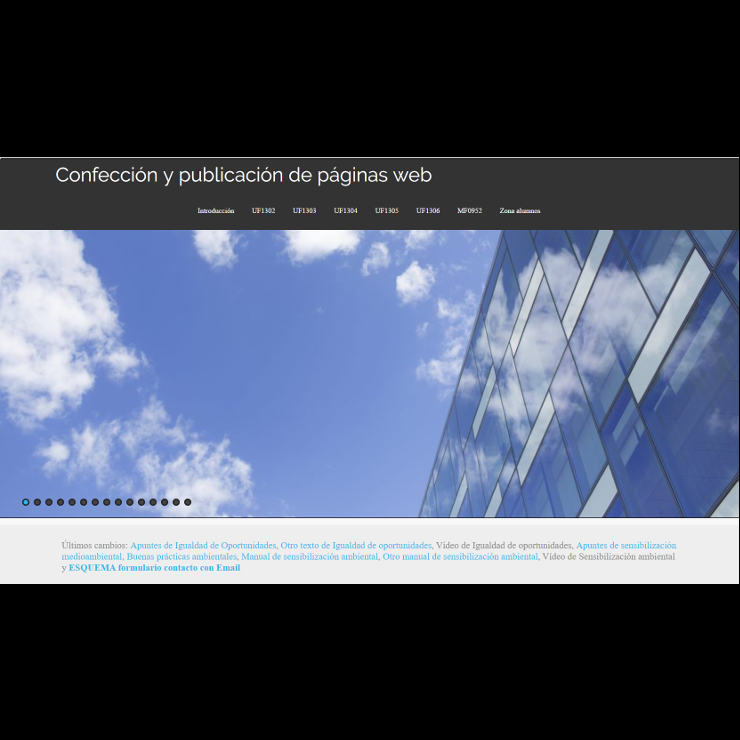 Confección y publicación de páginas web
Introducción UF1302 UF1303 UF1304 UF1305 UF1306 MF0952 Zona alumnos
Últimos cambios: Apuntes de Igualdad de Oportunidades, Otro texto de Igualdad de oportunidades, Vídeo de Igualdad de oportunidades, Apuntes de sensibilización
medioambiental, Buenas prácticas ambientales, Manual de sensibilización ambiental, Otro manual de sensibilización ambiental, Vídeo de Sensibilización ambiental
y ESQUEMA formulario contacto con Email